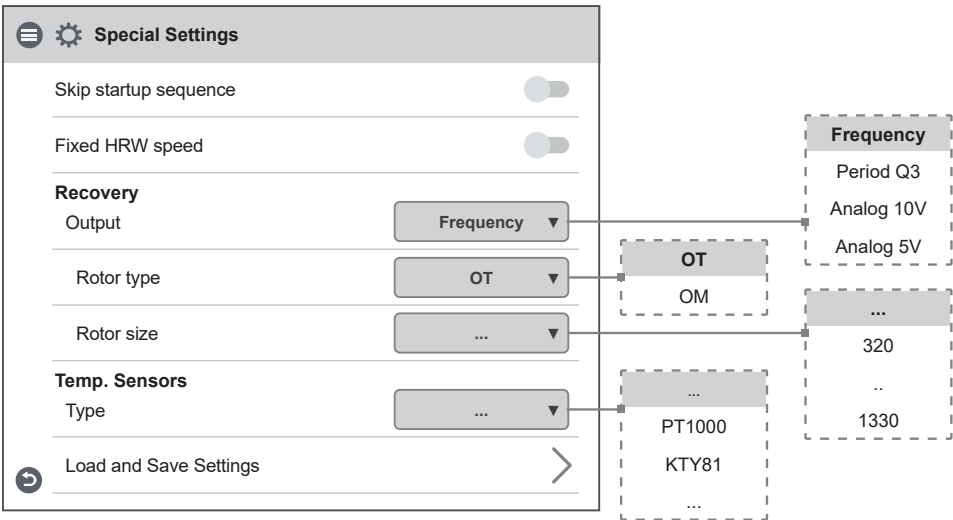 Special Settings
Skip startup sequence
Fixed HRW speed
Recovery
Output
Frequency
Rotor type
OT
Rotor size
...
Temp. Sensors
Type
...
Load and Save Settings
Frequency
Period Q3
Analog 10V
Analog 5V
OT
OM
...
320
..
1330
...
PT1000
KTY81
...